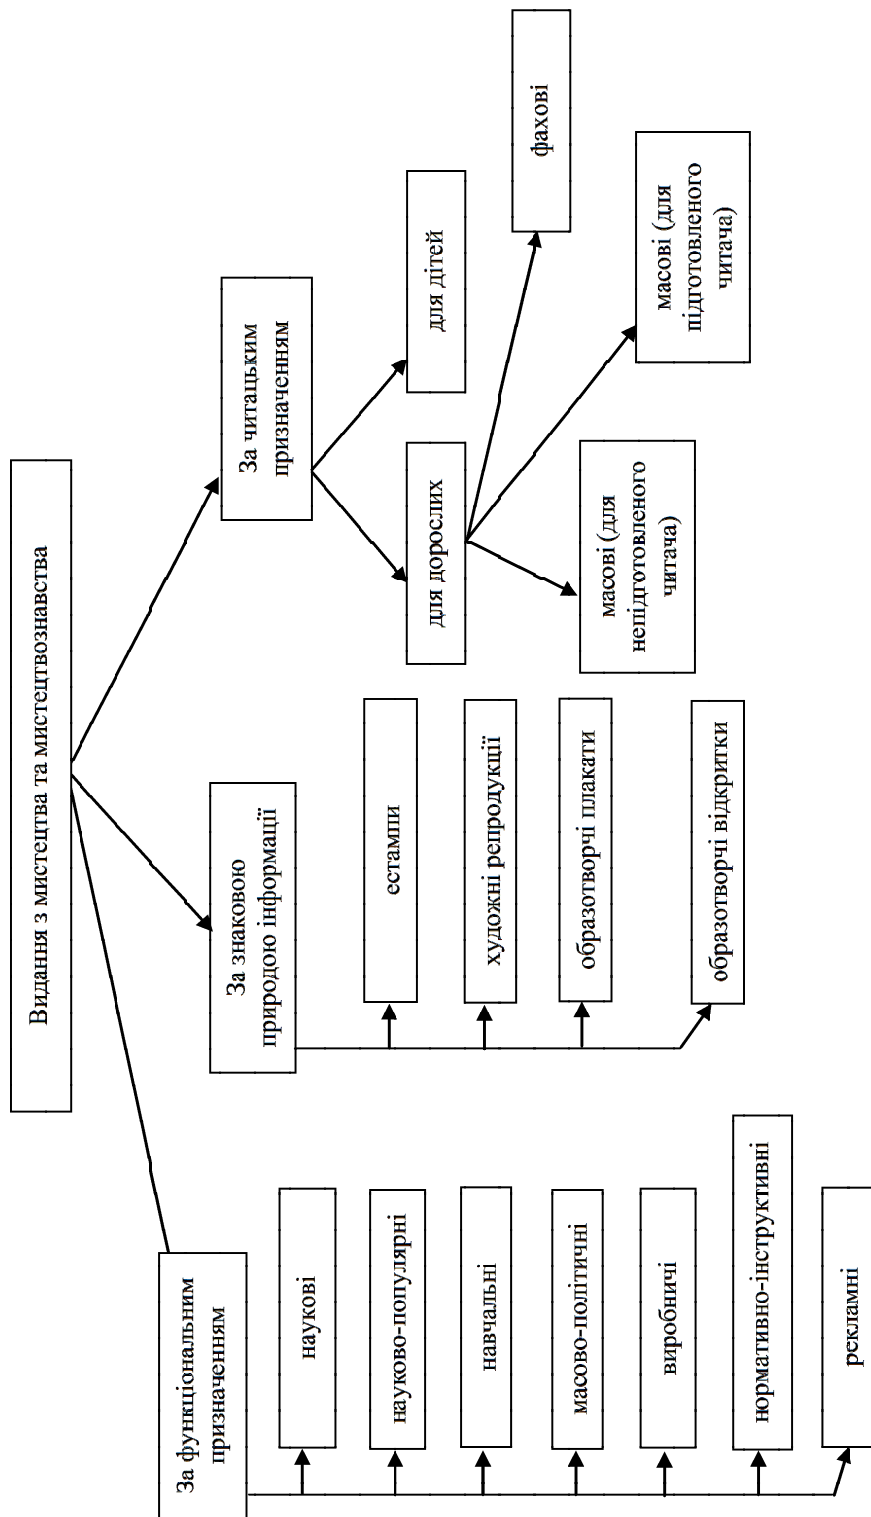 Видання з мистецтва та мистецтвознавства
За функціональним
призначенням
наукові
науково-популярні
навчальні
масово-політичні
виробничі
нормативно-інструктивні
рекламні
За знаковою
природою інформації
естампи
художні репродукції
образотворчі плакати
образотворчі відкритки
За читацьким
призначенням
для дорослих
для дітей
масові (для
непідготовленого
читача)
масові (для
підготовленого
читача)
фахові